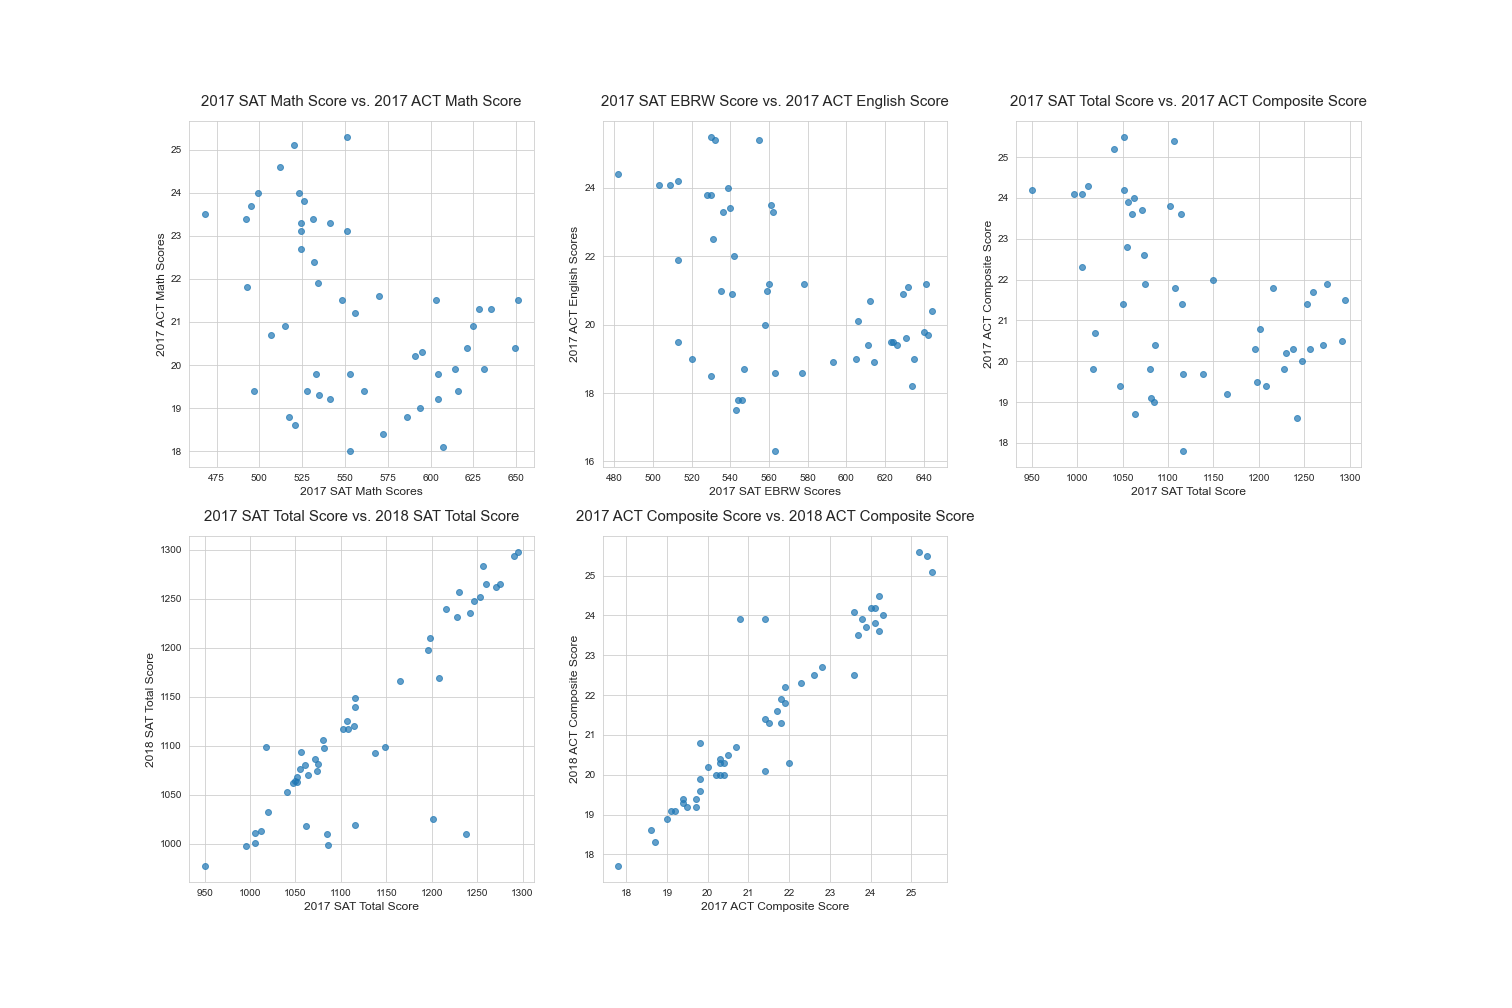 2017 SAT Math Score vs. 2017 ACT Math Score
2017 ACT Math Scores
25
24
23
22
21
20
19
18
475 500 525 550 575 600 625 650
2017 SAT Math Scores
2017 SAT EBRW Score vs. 2017 ACT English Score
2017 ACT English Scores
24
22
20
18
16
480 500 520 540 560 580 600 620 640
2017 SAT EBRW Scores
2017 SAT Total Score vs. 2017 ACT Composite Score
2017 ACT Composite Score
25
24
23
22
21
20
19
18
950 1000 1050 1100 1150 1200 1250 1300
2017 SAT Total Score
2017 SAT Total Score vs. 2018 SAT Total Score
2018 SAT Total Score
1300
1250
1200
1150
1100
1050
1000
950 1000 1050 1100 1150 1200 1250 1300
2017 SAT Total Score
2017 ACT Composite Score vs. 2018 ACT Composite Score
2018 ACT Composite Score
25
24
23
22
21
20
19
18
18 19 20 21 22 23 24 25
2017 ACT Composite Score